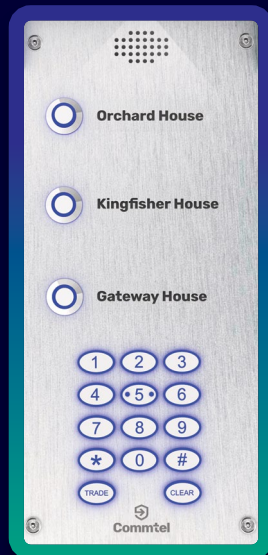 Orchard House
Kingfisher House
Gateway House
1 2 3
4 5 6
7 8 9
* 0 #
TRADE CLEAR
Commtel